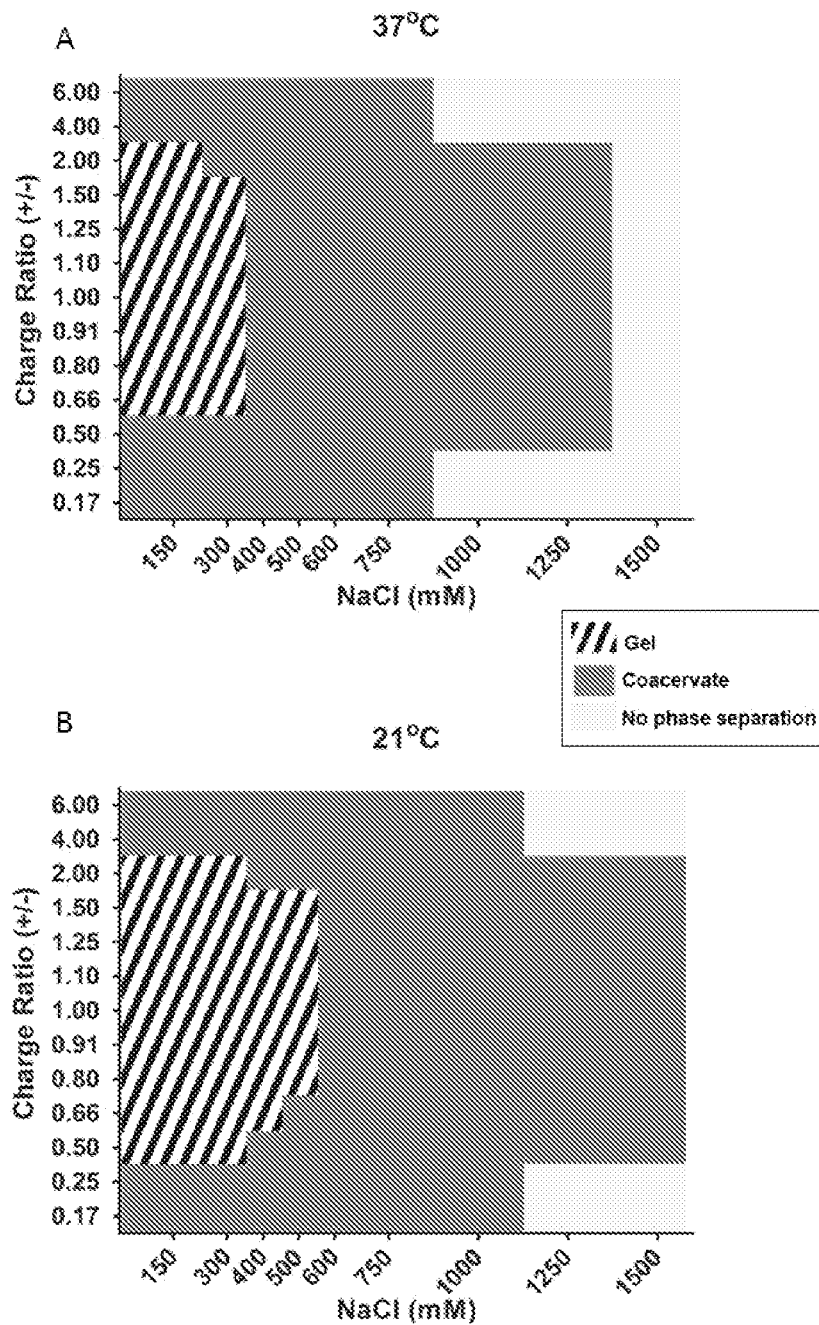 A
37°C
Charge Ratio (+/-)
6.00
4.00
2.00
1.50
1.25
1.10
1.00
0.91
0.80
0.66
0.50
0.25
0.17
150 300 400 500 600 750 1000 1250 1500
NaCl (mM)
Gel
Coacervate
No phase separation
B
21°C
Charge Ratio (+/-)
6.00
4.00
2.00
1.50
1.25
1.10
1.00
0.91
0.80
0.66
0.50
0.25
0.17
150 300 400 500 600 750 1000 1250 1500
NaCl (mM)